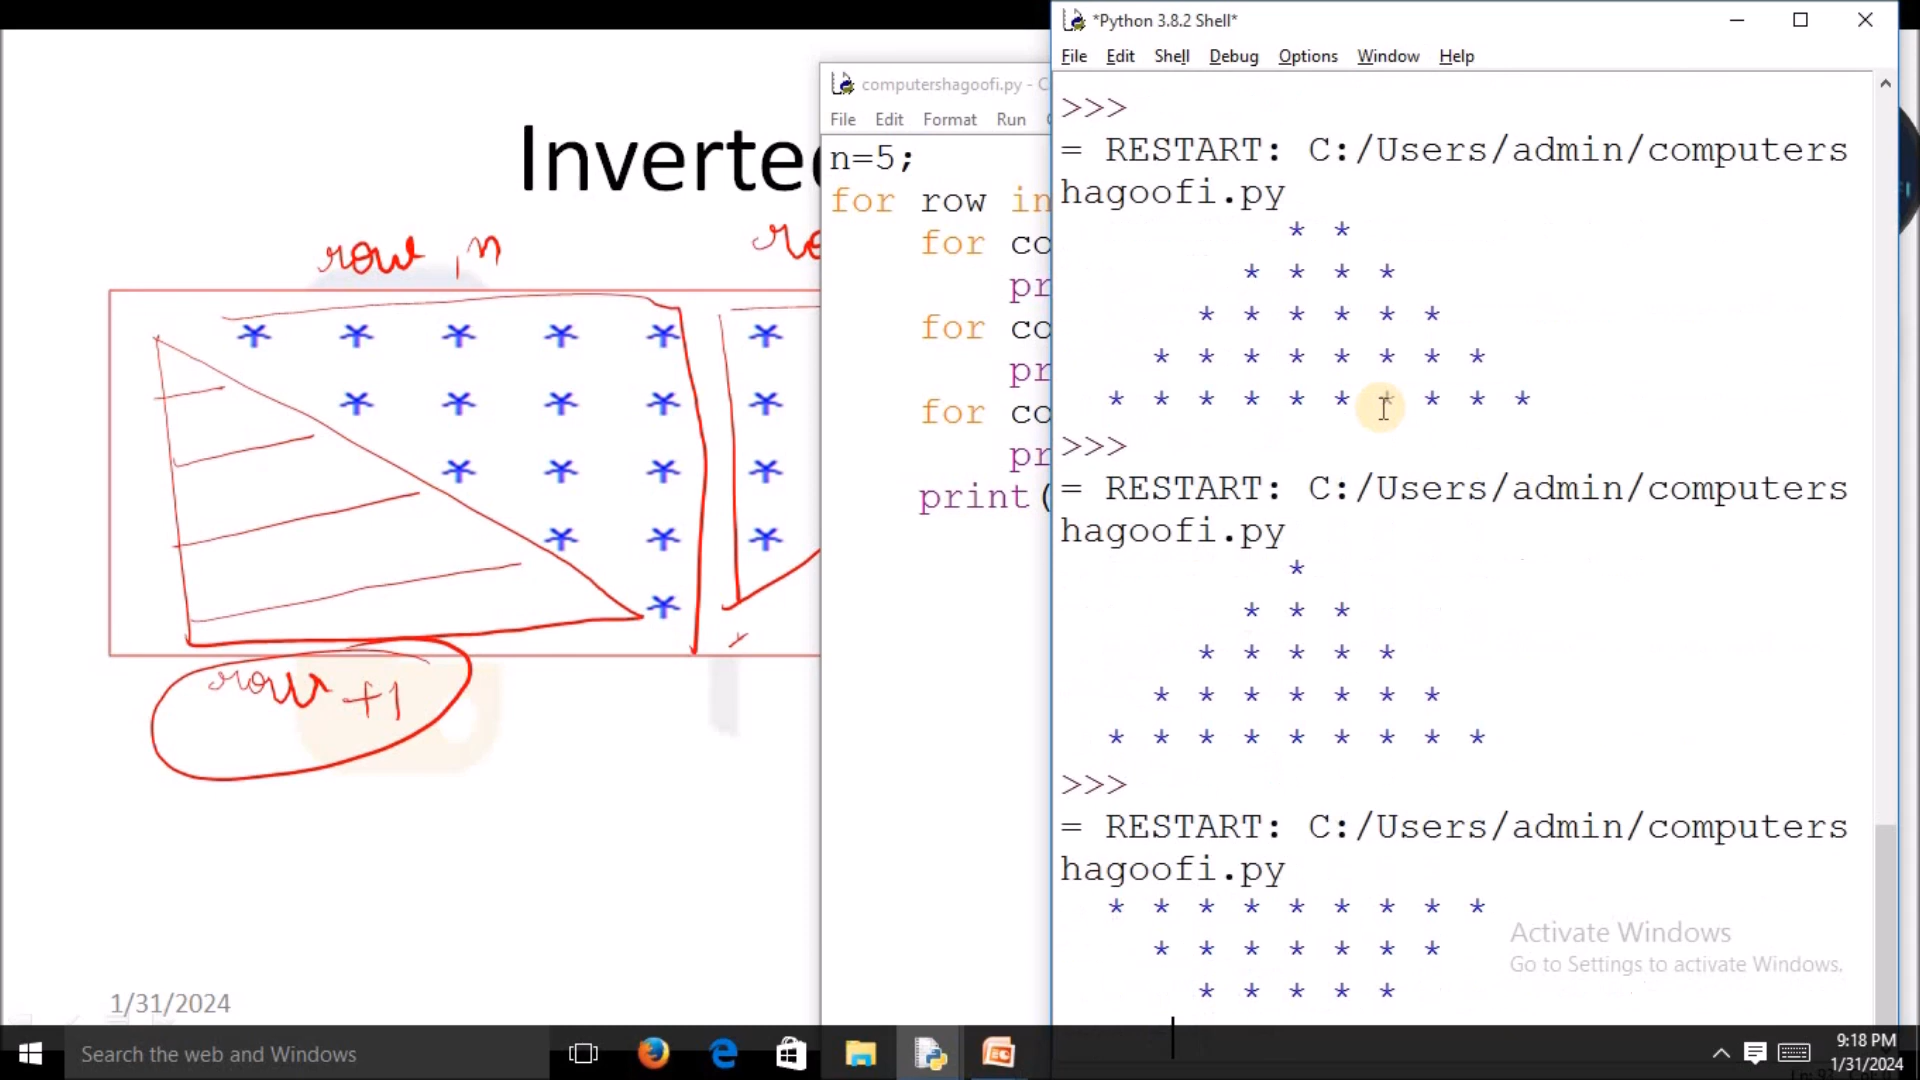 Inverte
row , n
ro
* * * * * *
* * * * *
* * * *
* * *
* *
row +1
1/31/2024
computershagoofi.py - C
File Edit Format Run
n=5;
for row in
for co
pr
for co
pr
for co
pr
print(
*Python 3.8.2 Shell*
File Edit Shell Debug Options Window Help
>>>
= RESTART: C:/Users/admin/computers
hagoofi.py
* *
* * * *
* * * * * *
* * * * * * * *
* * * * * * * * * *
>>>
= RESTART: C:/Users/admin/computers
hagoofi.py
*
* * *
* * * * *
* * * * * * *
* * * * * * * * *
>>>
= RESTART: C:/Users/admin/computers
hagoofi.py
* * * * * * * * *
* * * * * * *
* * * * *
Activate Windows
Go to Settings to activate Windows.
Search the web and Windows
9:18 PM
1/31/2024